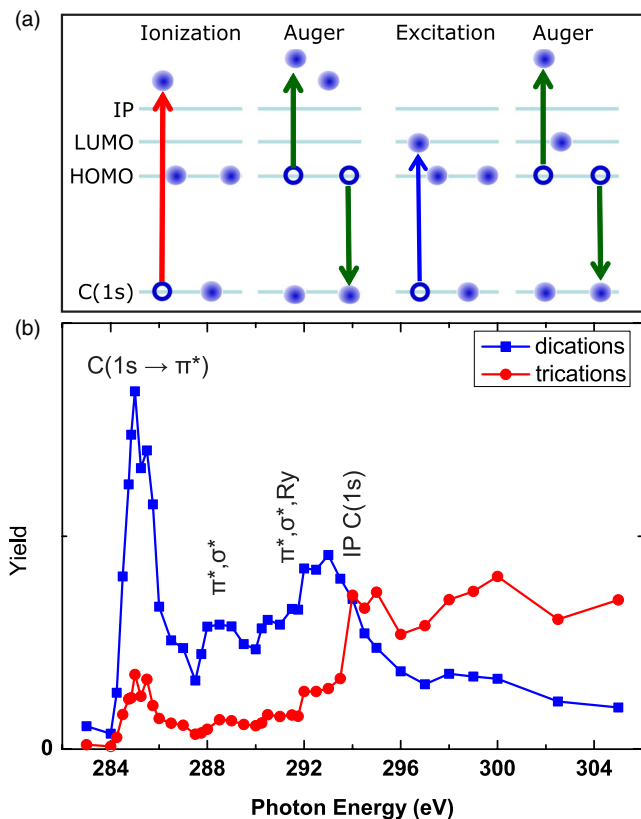 (a)
Ionization Auger Excitation Auger
IP
LUMO
HOMO
C(1s)
(b)
C(1s → π*)
dications
trications
π*,σ*
π*,σ*,Ry
IP C(1s)
Yield
0
284 288 292 296 300 304
Photon Energy (eV)